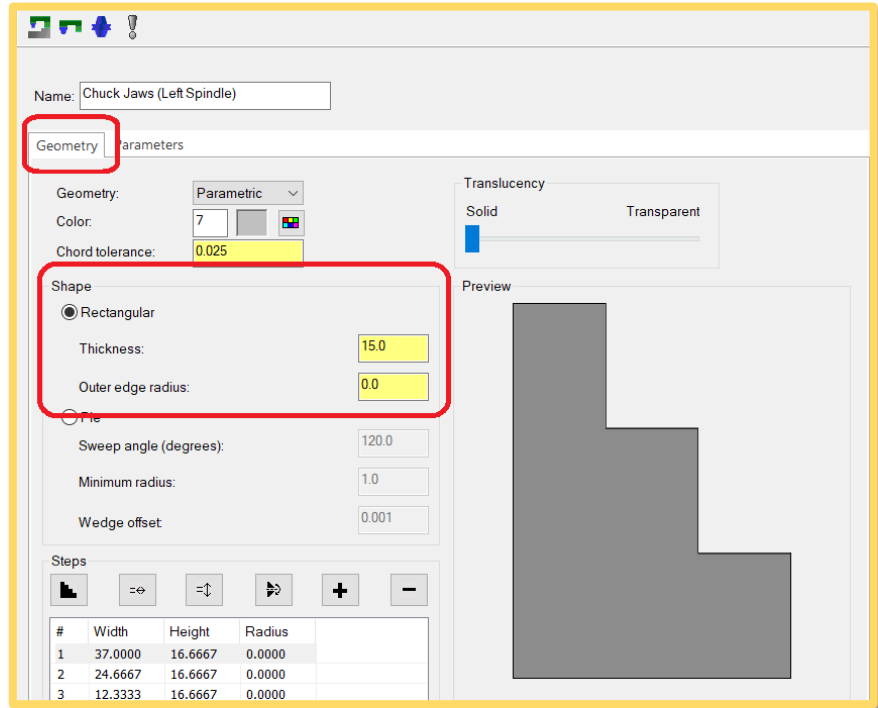 Name: Chuck Jaws (Left Spindle)
Geometry Parameters
Geometry: Parametric
Color: 7
Chord tolerance: 0.025
Translucency
Solid Transparent
Shape
Rectangular
Thickness: 15.0
Outer edge radius: 0.0
Pie
Sweep angle (degrees): 120.0
Minimum radius: 1.0
Wedge offset: 0.001
Preview
Steps
# Width Height Radius
1 37.0000 16.6667 0.0000
2 24.6667 16.6667 0.0000
3 12.3333 16.6667 0.0000